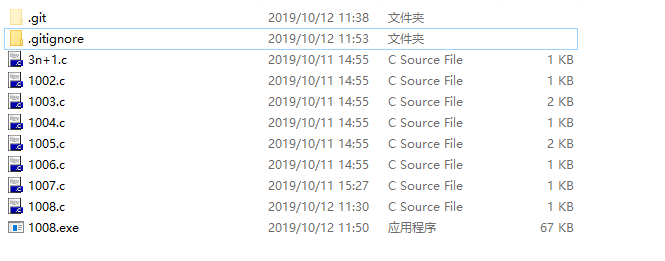 .git 2019/10/12 11:38 文件夹
.gitignore 2019/10/12 11:53 文件夹
3n+1.c 2019/10/11 14:55 C Source File 1 KB
1002.c 2019/10/11 14:55 C Source File 1 KB
1003.c 2019/10/11 14:55 C Source File 2 KB
1004.c 2019/10/11 14:55 C Source File 1 KB
1005.c 2019/10/11 14:55 C Source File 2 KB
1006.c 2019/10/11 14:55 C Source File 1 KB
1007.c 2019/10/11 15:27 C Source File 1 KB
1008.c 2019/10/12 11:30 C Source File 1 KB
1008.exe 2019/10/12 11:50 应用程序 67 KB